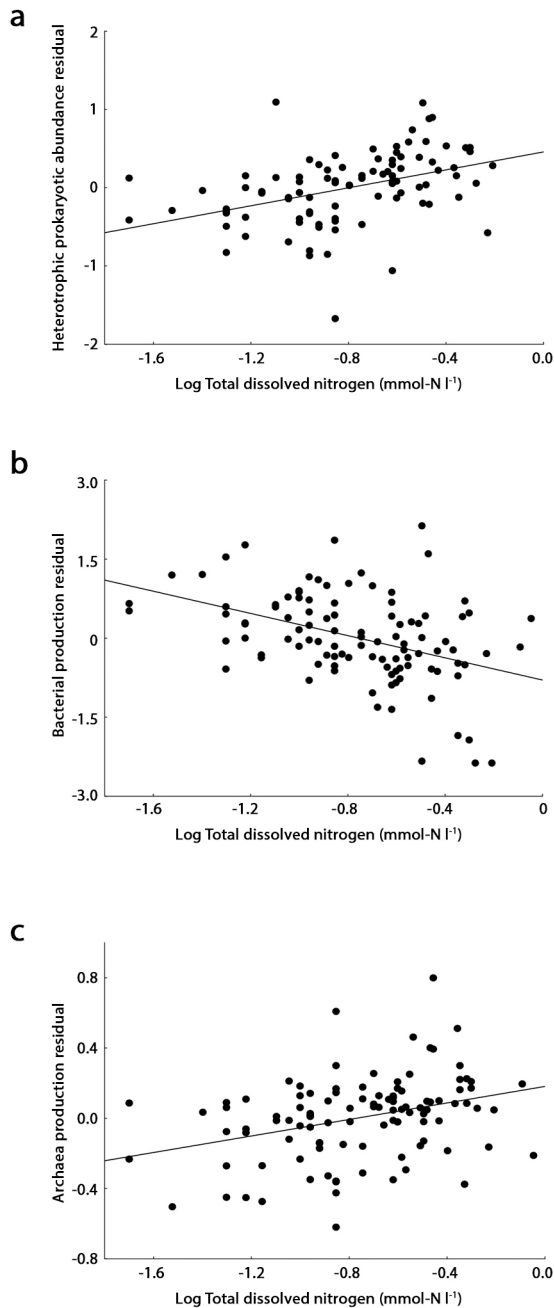 a
Heterotrophic prokaryotic abundance residual
2
1
0
-1
-2
-1.6 -1.2 -0.8 -0.4 0.0
Log Total dissolved nitrogen (mmol-N l⁻¹)
b
Bacterial production residual
3.0
1.5
0
-1.5
-3.0
-1.6 -1.2 -0.8 -0.4 0
Log Total dissolved nitrogen (mmol-N l⁻¹)
c
Archaea production residual
0.8
0.4
0.0
-0.4
-0.8
-1.6 -1.2 -0.8 -0.4 0.0
Log Total dissolved nitrogen (mmol-N l⁻¹)